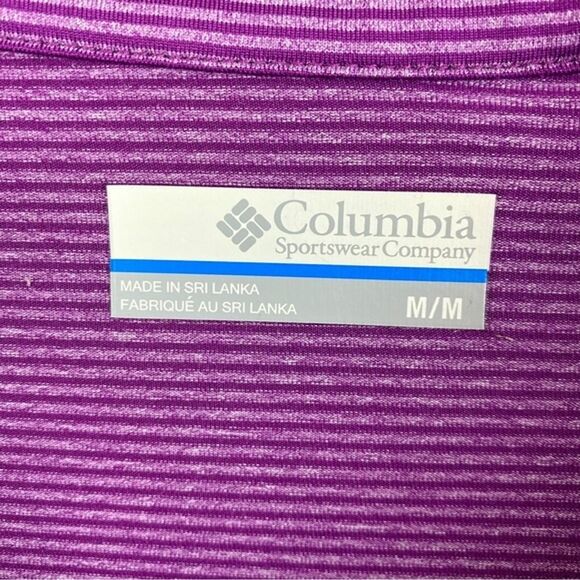 Columbia
Sportswear Company
MADE IN SRI LANKA
FABRIQUÉ AU SRI LANKA
M/M